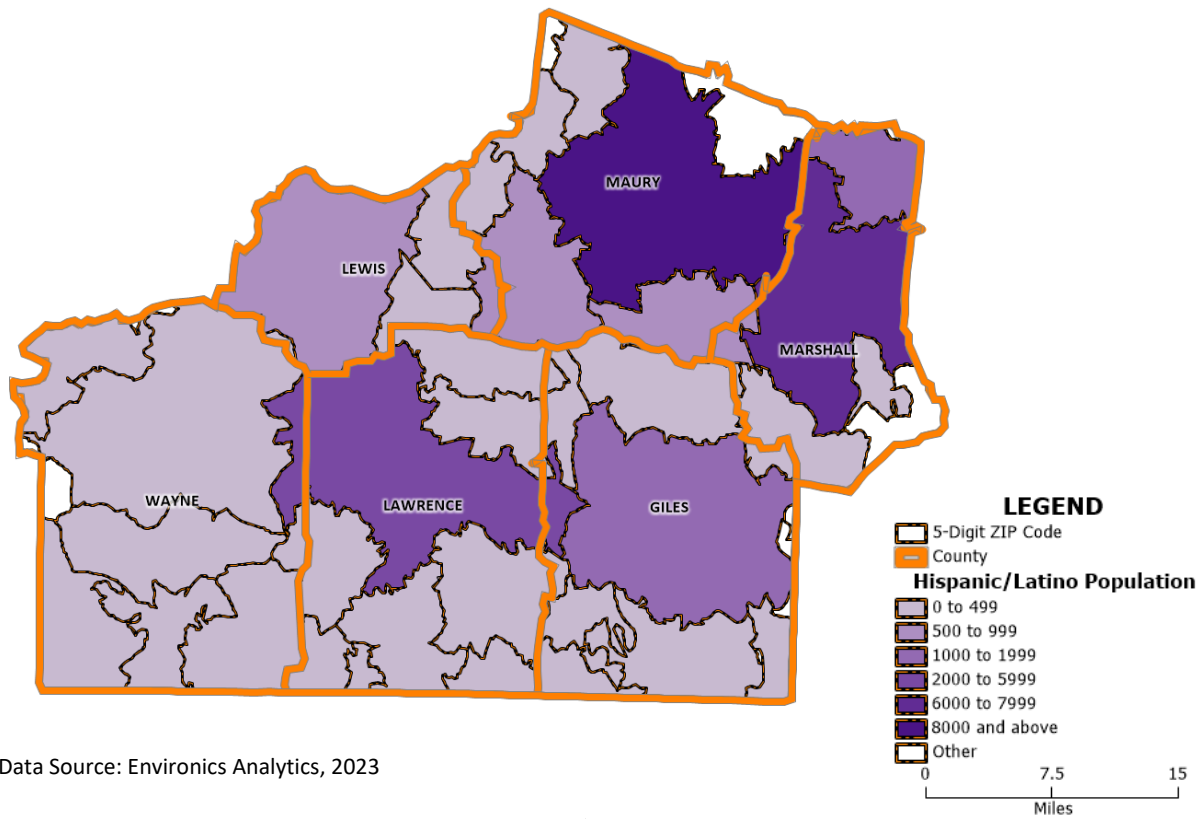 MAURY
LEWIS
MARSHALL
WAYNE
LAWRENCE
GILES
LEGEND
5-Digit ZIP Code
County
Hispanic/Latino Population
0 to 499
500 to 999
1000 to 1999
2000 to 5999
6000 to 7999
8000 and above
Other
Data Source: Environics Analytics, 2023
0 7.5 15
Miles